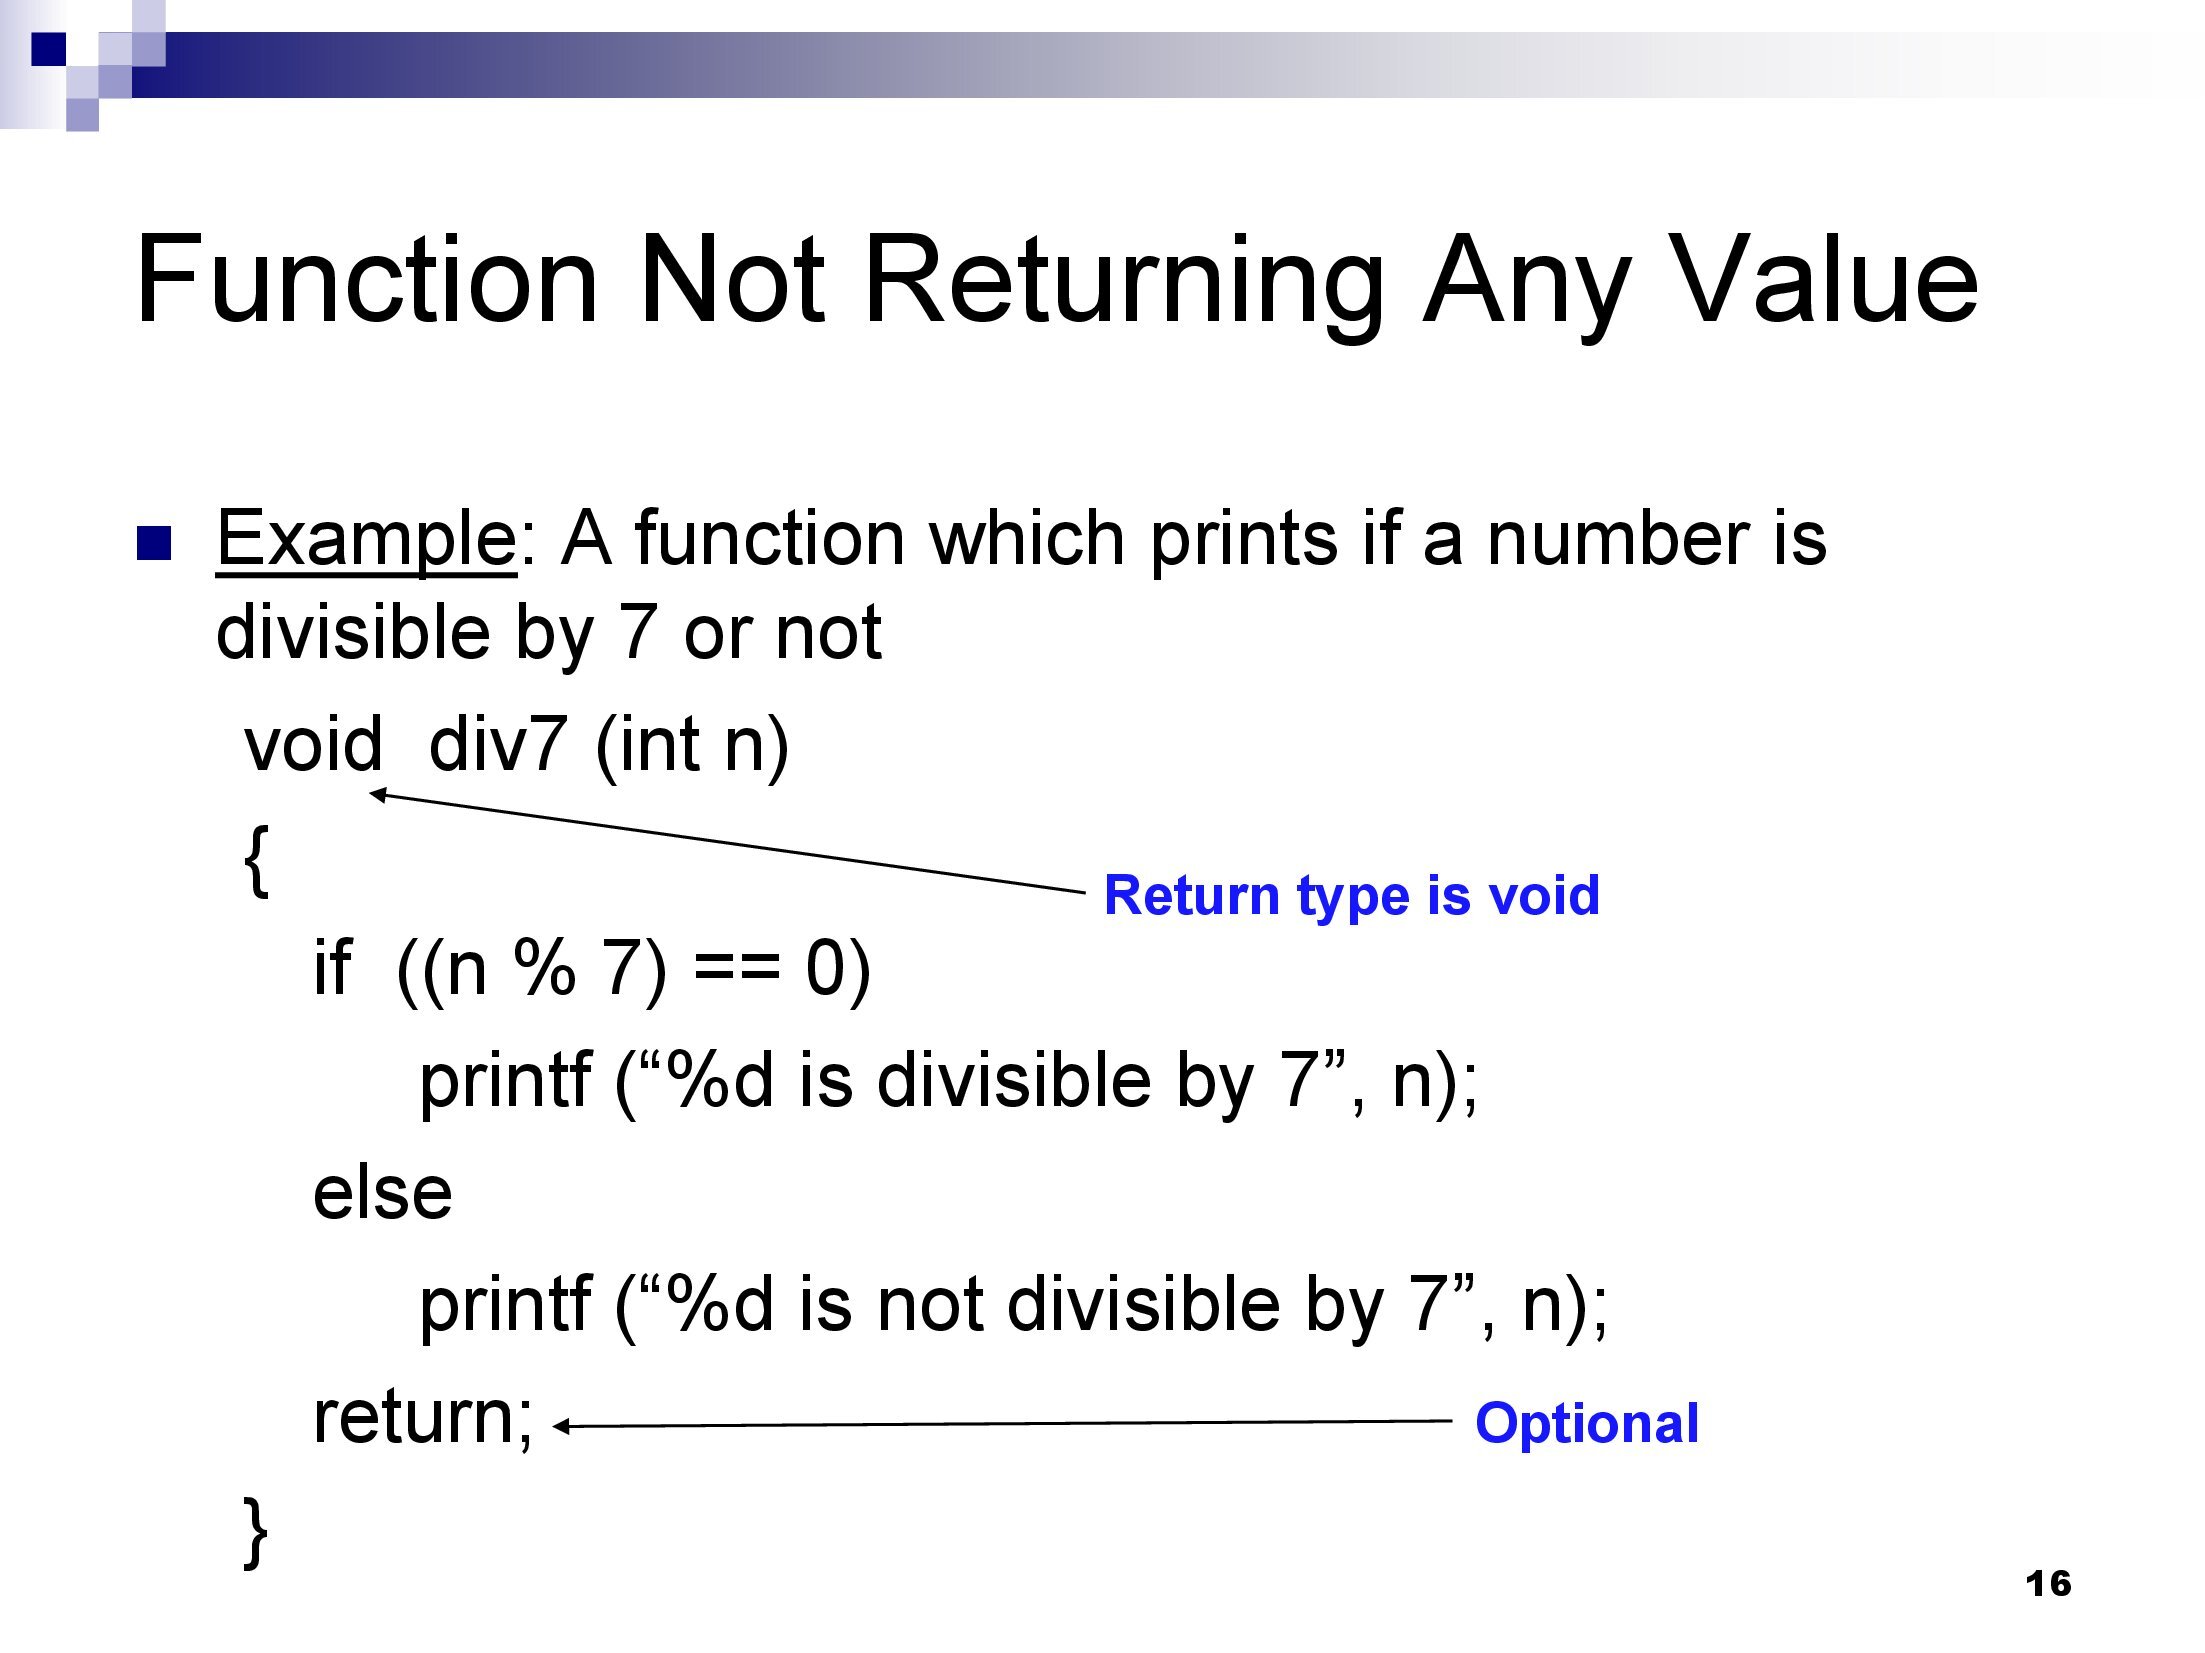 Function Not Returning Any Value
Example: A function which prints if a number is
divisible by 7 or not
void  div7 (int n)
{
Return type is void
if  ((n % 7) == 0)
printf (“%d is divisible by 7”, n);
else
printf (“%d is not divisible by 7”, n);
return;
Optional
}
16